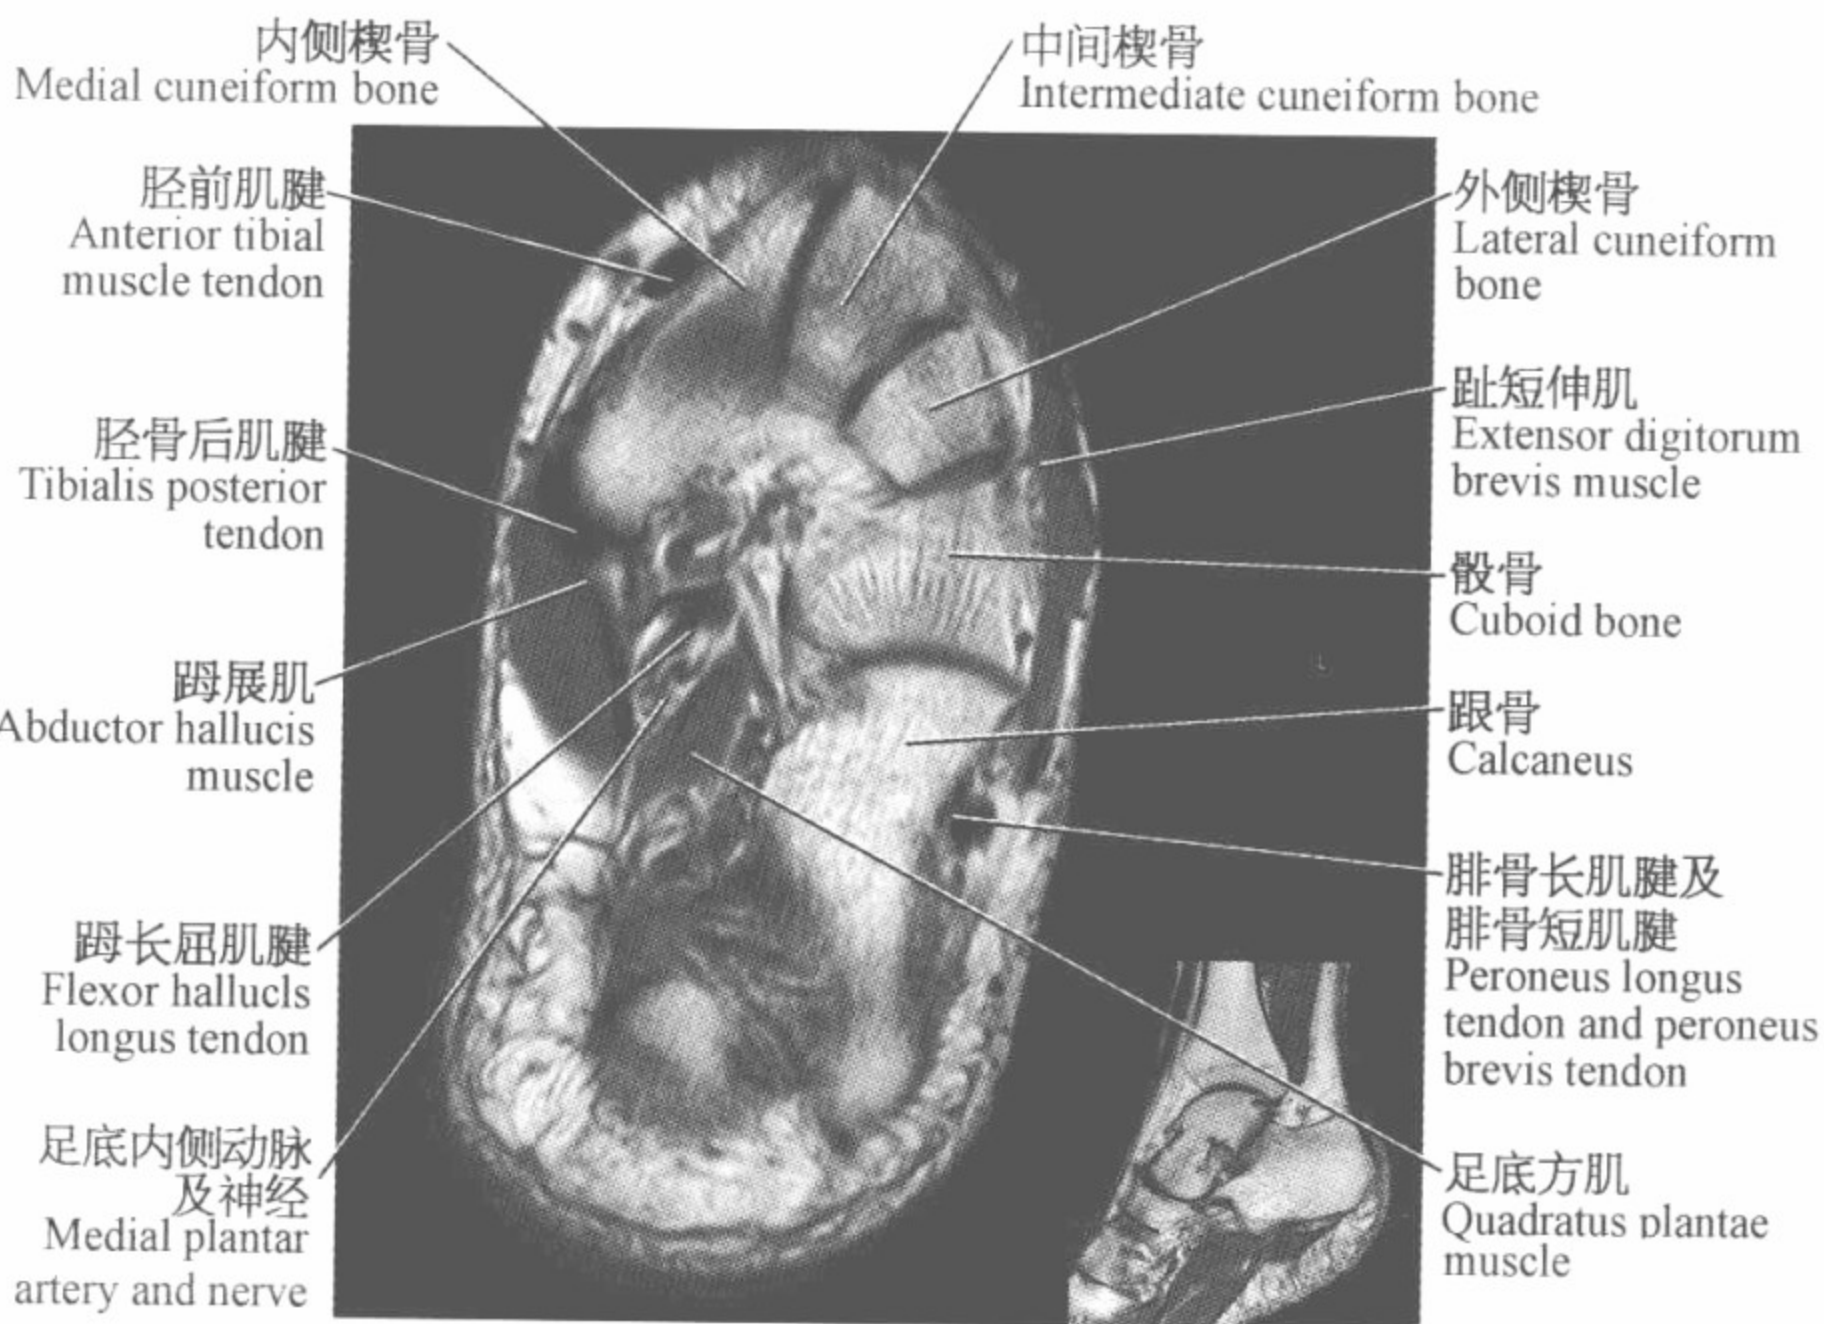 内侧楔骨
Medial cuneiform bone
胫前肌腱
Anterior tibial
muscle tendon
胫骨后肌腱
Tibialis posterior
tendon
𧿹展肌
Abductor hallucis
muscle
𧿹长屈肌腱
Flexor hallucls
longus tendon
足底内侧动脉
及神经
Medial plantar
artery and nerve
中间楔骨
Intermediate cuneiform bone
外侧楔骨
Lateral cuneiform
bone
趾短伸肌
Extensor digitorum
brevis muscle
骰骨
Cuboid bone
跟骨
Calcaneus
腓骨长肌腱及
腓骨短肌腱
Peroneus longus
tendon and peroneus
brevis tendon
足底方肌
Quadratus plantae
muscle